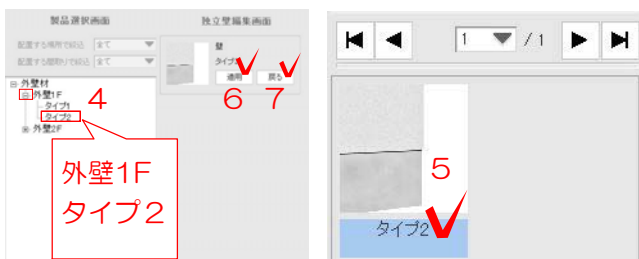 製品選択画面
独立壁編集画面
配置する場所で絞込 全て
配置する間取りで絞込 全て
壁
タイプ2
適用 戻る
6 7
外壁材
外壁1F
4
タイプ1
タイプ2
外壁2F
外壁1F
タイプ2
1 / 1
5
タイプ2